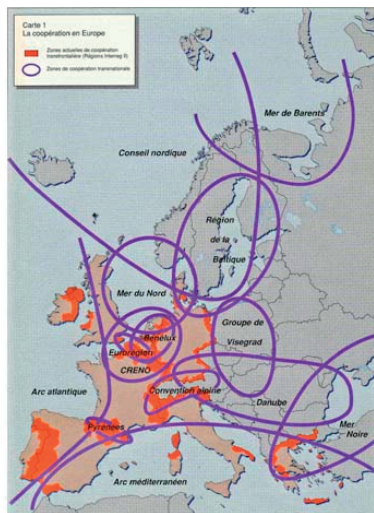 Carte 1
La coopération en Europe
Zones actuelles de coopération
transfrontalière (Régions Interreg II)
Zones de coopération transnationale
Mer de Barents
Conseil nordique
Région
de la
Baltique
Mer du Nord
Groupe de
Visegrad
Bénélux
Eurorégion
CRENO
Convention alpine
Arc atlantique
Danube
Pyrénées
Mer
Noire
Arc méditerranéen